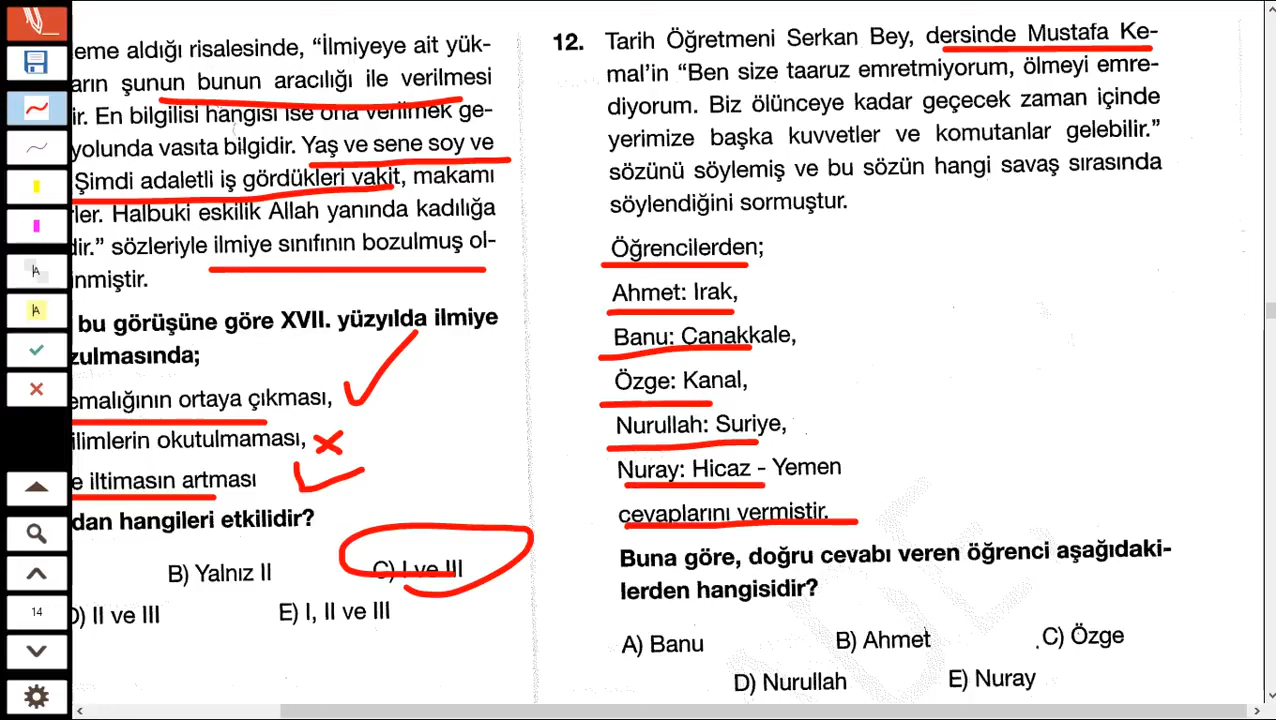 leme aldığı risalesinde, “İlmiyeye ait yük-
arın şunun bunun aracılığı ile verilmesi
ir. En bilgilisi hangisi ise ona verilmek ge-
yolunda vasıta bilgidir. Yaş ve sene soy ve
Şimdi adaletli iş gördükleri vakit, makamı
rler. Halbuki eskilik Allah yanında kadılığa
dir.” sözleriyle ilmiye sınıfının bozulmuş ol-
nmiştir.
bu görüşüne göre XVII. yüzyılda ilmiye
zulmasında;
emalığının ortaya çıkması,
ilimlerin okutulmaması,
e iltimasın artması
dan hangileri etkilidir?
B) Yalnız II
C) I ve III
D) II ve III
E) I, II ve III
12. Tarih Öğretmeni Serkan Bey, dersinde Mustafa Ke-
mal’in “Ben size taaruz emretmiyorum, ölmeyi emre-
diyorum. Biz ölünceye kadar geçecek zaman içinde
yerimize başka kuvvetler ve komutanlar gelebilir.”
sözünü söylemiş ve bu sözün hangi savaş sırasında
söylendiğini sormuştur.
Öğrencilerden;
Ahmet: Irak,
Banu: Çanakkale,
Özge: Kanal,
Nurullah: Suriye,
Nuray: Hicaz - Yemen
cevaplarını vermiştir.
Buna göre, doğru cevabı veren öğrenci aşağıdaki-
lerden hangisidir?
A) Banu
B) Ahmet
C) Özge
D) Nurullah
E) Nuray
14